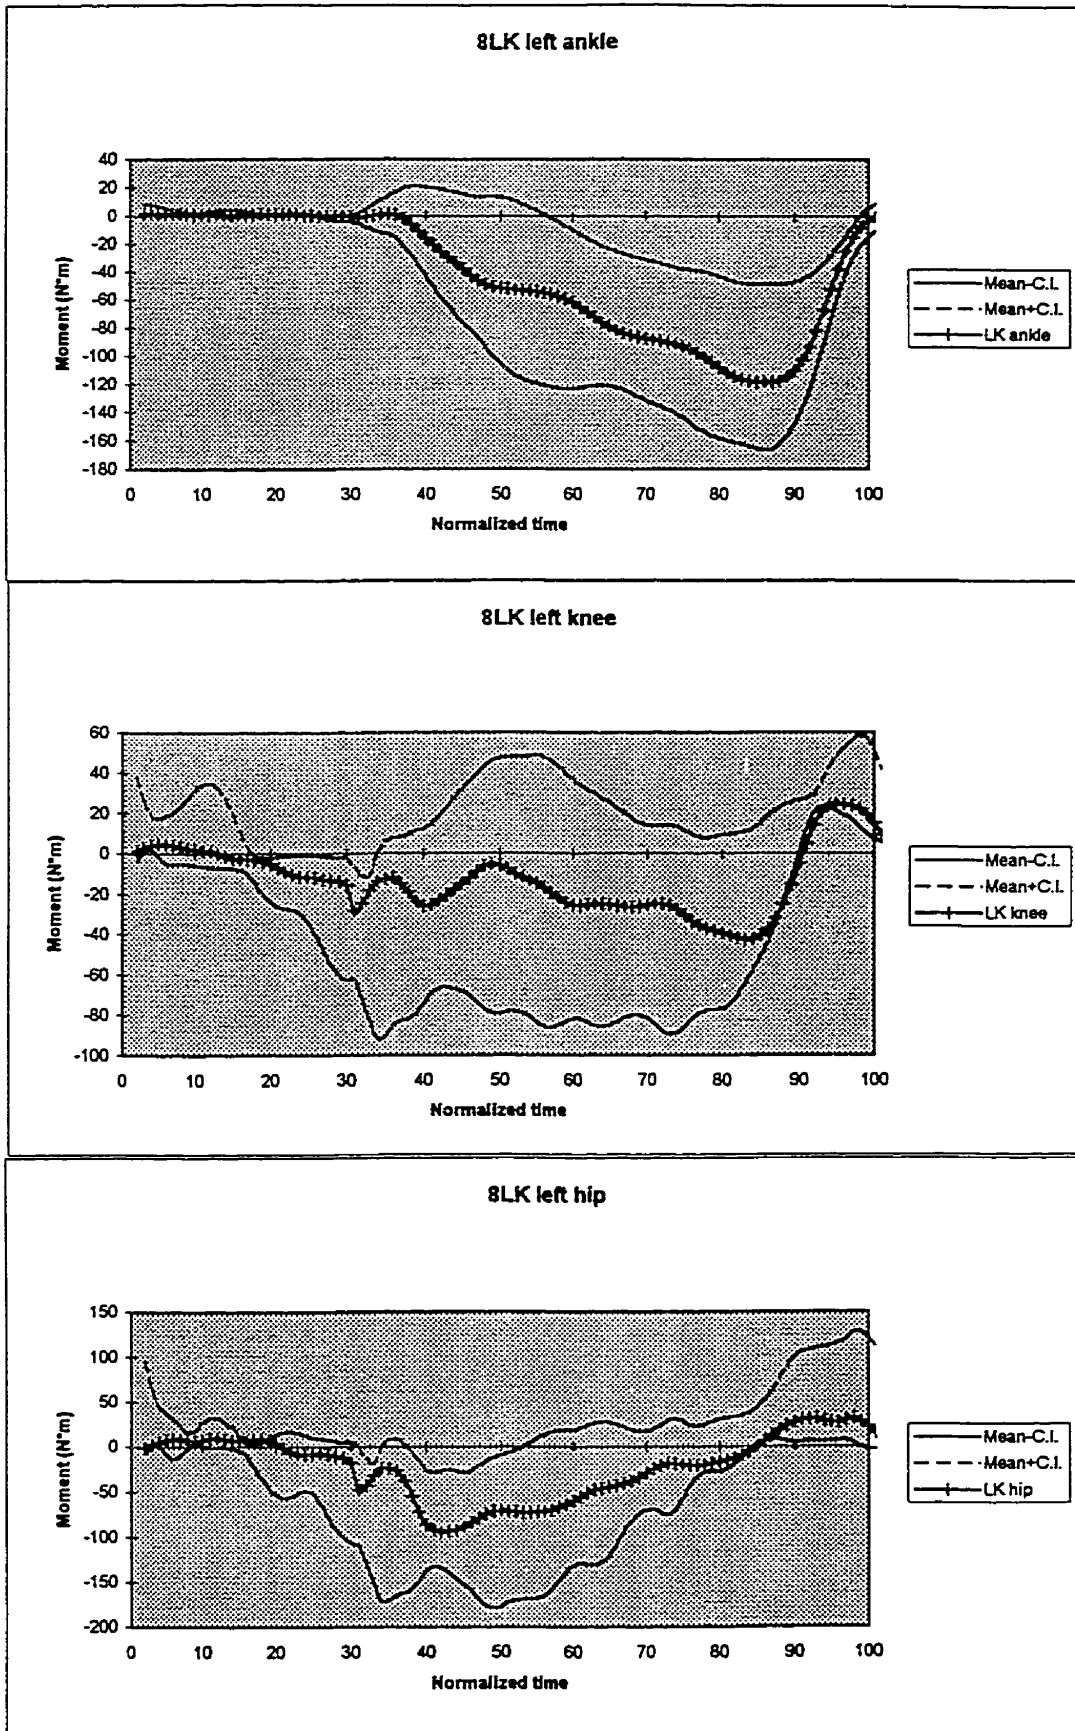 8LK left ankle
40
20
0
-20
-40
-60
-80
-100
-120
-140
-160
-180
Moment (N*m)
0 10 20 30 40 50 60 70 80 90 100
Normalized time
Mean-C.I.
Mean+C.I.
LK ankle
8LK left knee
60
40
20
0
-20
-40
-60
-80
-100
Moment (N*m)
0 10 20 30 40 50 60 70 80 90 100
Normalized time
Mean-C.I.
Mean+C.I.
LK knee
8LK left hip
150
100
50
0
-50
-100
-150
-200
Moment (N*m)
0 10 20 30 40 50 60 70 80 90 100
Normalized time
Mean-C.I.
Mean+C.I.
LK hip